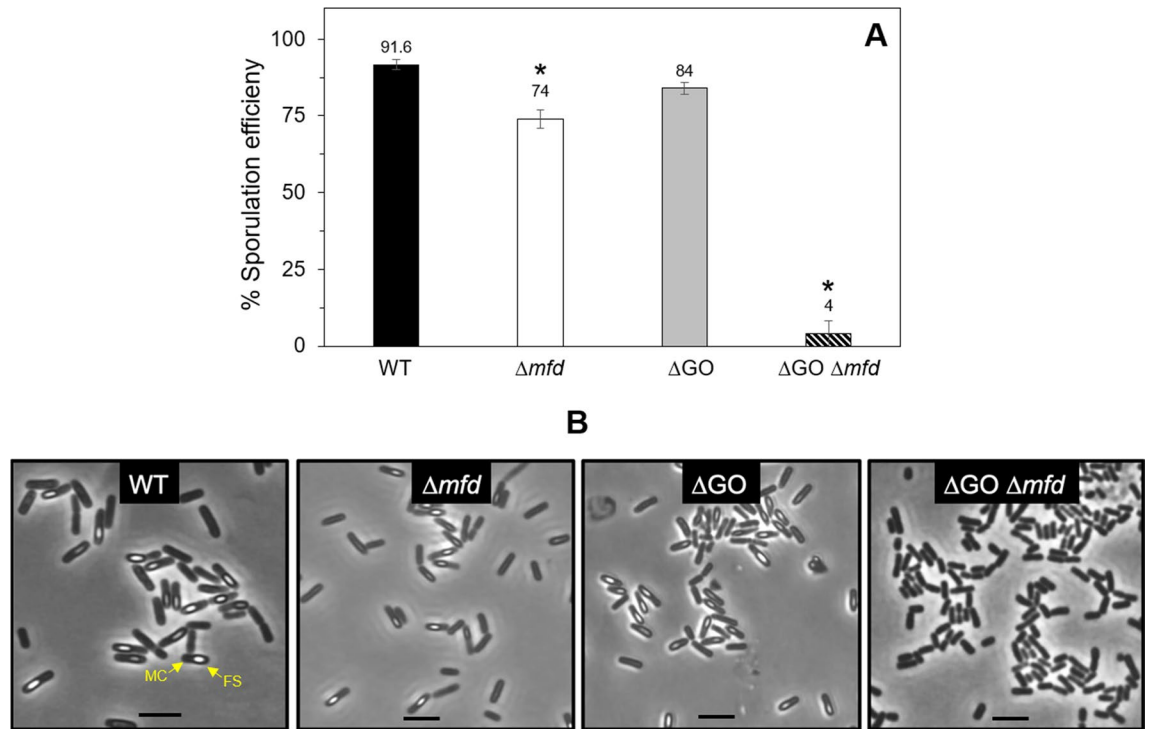 A
% Sporulation efficieny
100
75
50
25
0
91.6
*
74
84
*
4
WT
Δmfd
ΔGO
ΔGO Δmfd
B
WT
Δmfd
ΔGO
ΔGO Δmfd
MC
FS